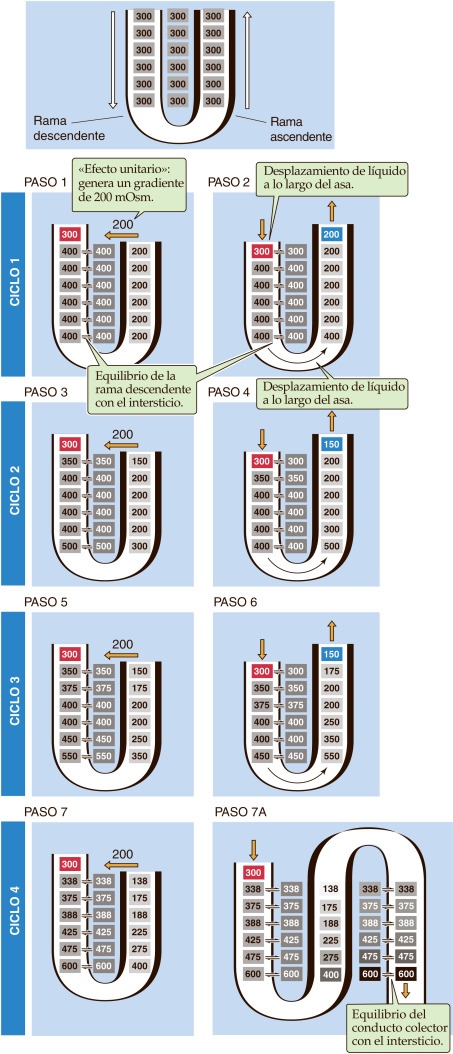 300 300 300
300 300 300
300 300 300
300 300 300
300 300 300
300 300 300
Rama
descendente
Rama
ascendente
CICLO 1
PASO 1
«Efecto unitario»:
genera un gradiente
de 200 mOsm.
200
300
400 400 200
400 400 200
400 400 200
400 400 200
400 400 200
400 400 200
Equilibrio de la
rama descendente
con el intersticio.
PASO 2
Desplazamiento de líquido
a lo largo del asa.
200
300 300 200
400 400 200
400 400 200
400 400 200
400 400 200
400 400 400
Desplazamiento de líquido
a lo largo del asa.
CICLO 2
PASO 3
200
300
350 350 150
400 400 200
400 400 200
400 400 200
400 400 200
500 500 300
PASO 4
150
300 300 200
350 400 200
400 400 200
400 400 200
400 400 300
400 400 500
CICLO 3
PASO 5
200
300
350 350 150
375 375 175
400 400 200
400 400 200
450 450 250
550 550 350
PASO 6
150
300 300 175
350 350 200
375 375 200
400 400 250
400 400 350
450 450 550
CICLO 4
PASO 7
200
300
338 338 138
375 375 175
388 388 188
425 425 225
475 475 275
600 600 400
PASO 7A
300
338 338 138 338 338
375 375 175 375 375
388 388 188 388 388
425 425 225 425 425
475 475 275 475 475
600 600 400 600 600
Equilibrio del
conducto colector
con el intersticio.